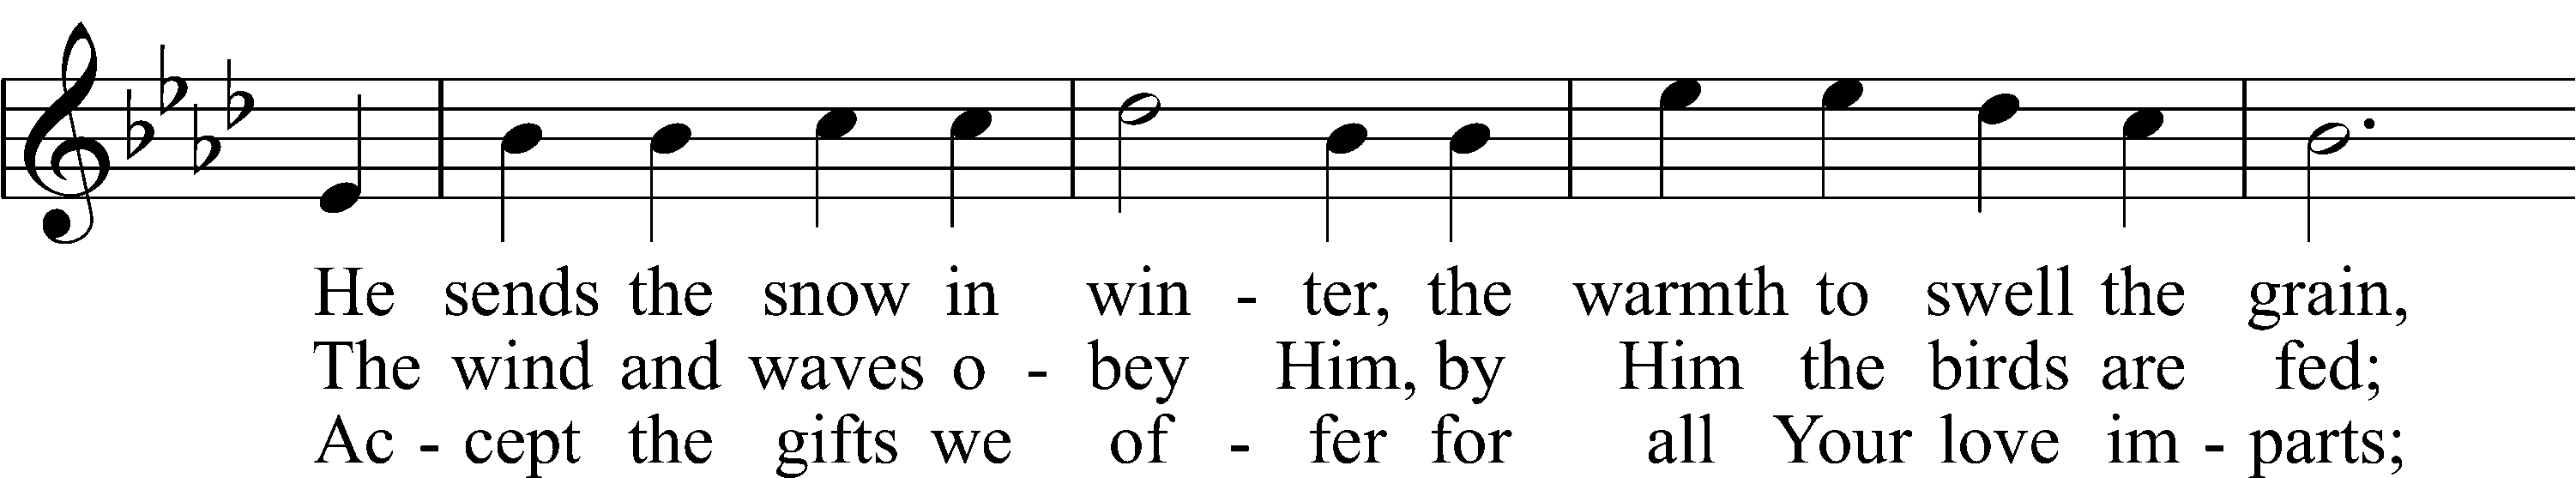 He sends the snow in win - ter, the warmth to swell the grain,
The wind and waves o - bey Him, by Him the birds are fed;
Ac - cept the gifts we of - fer for all Your love im - parts;